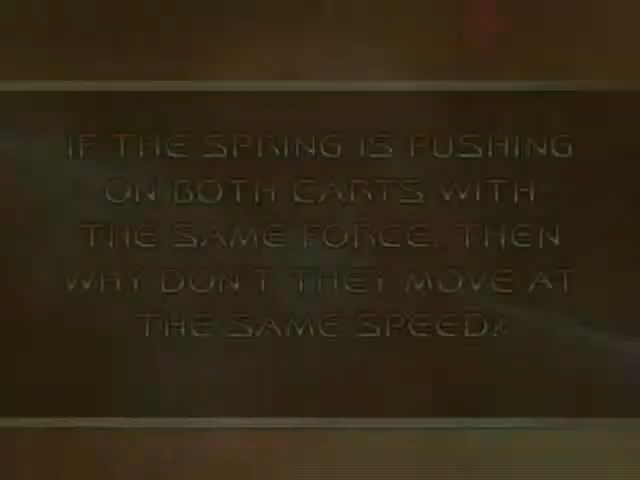 IF THE SPRING IS PUSHING
ON BOTH CARTS WITH
THE SAME FORCE, THEN
WHY DON'T THEY MOVE AT
THE SAME SPEED?